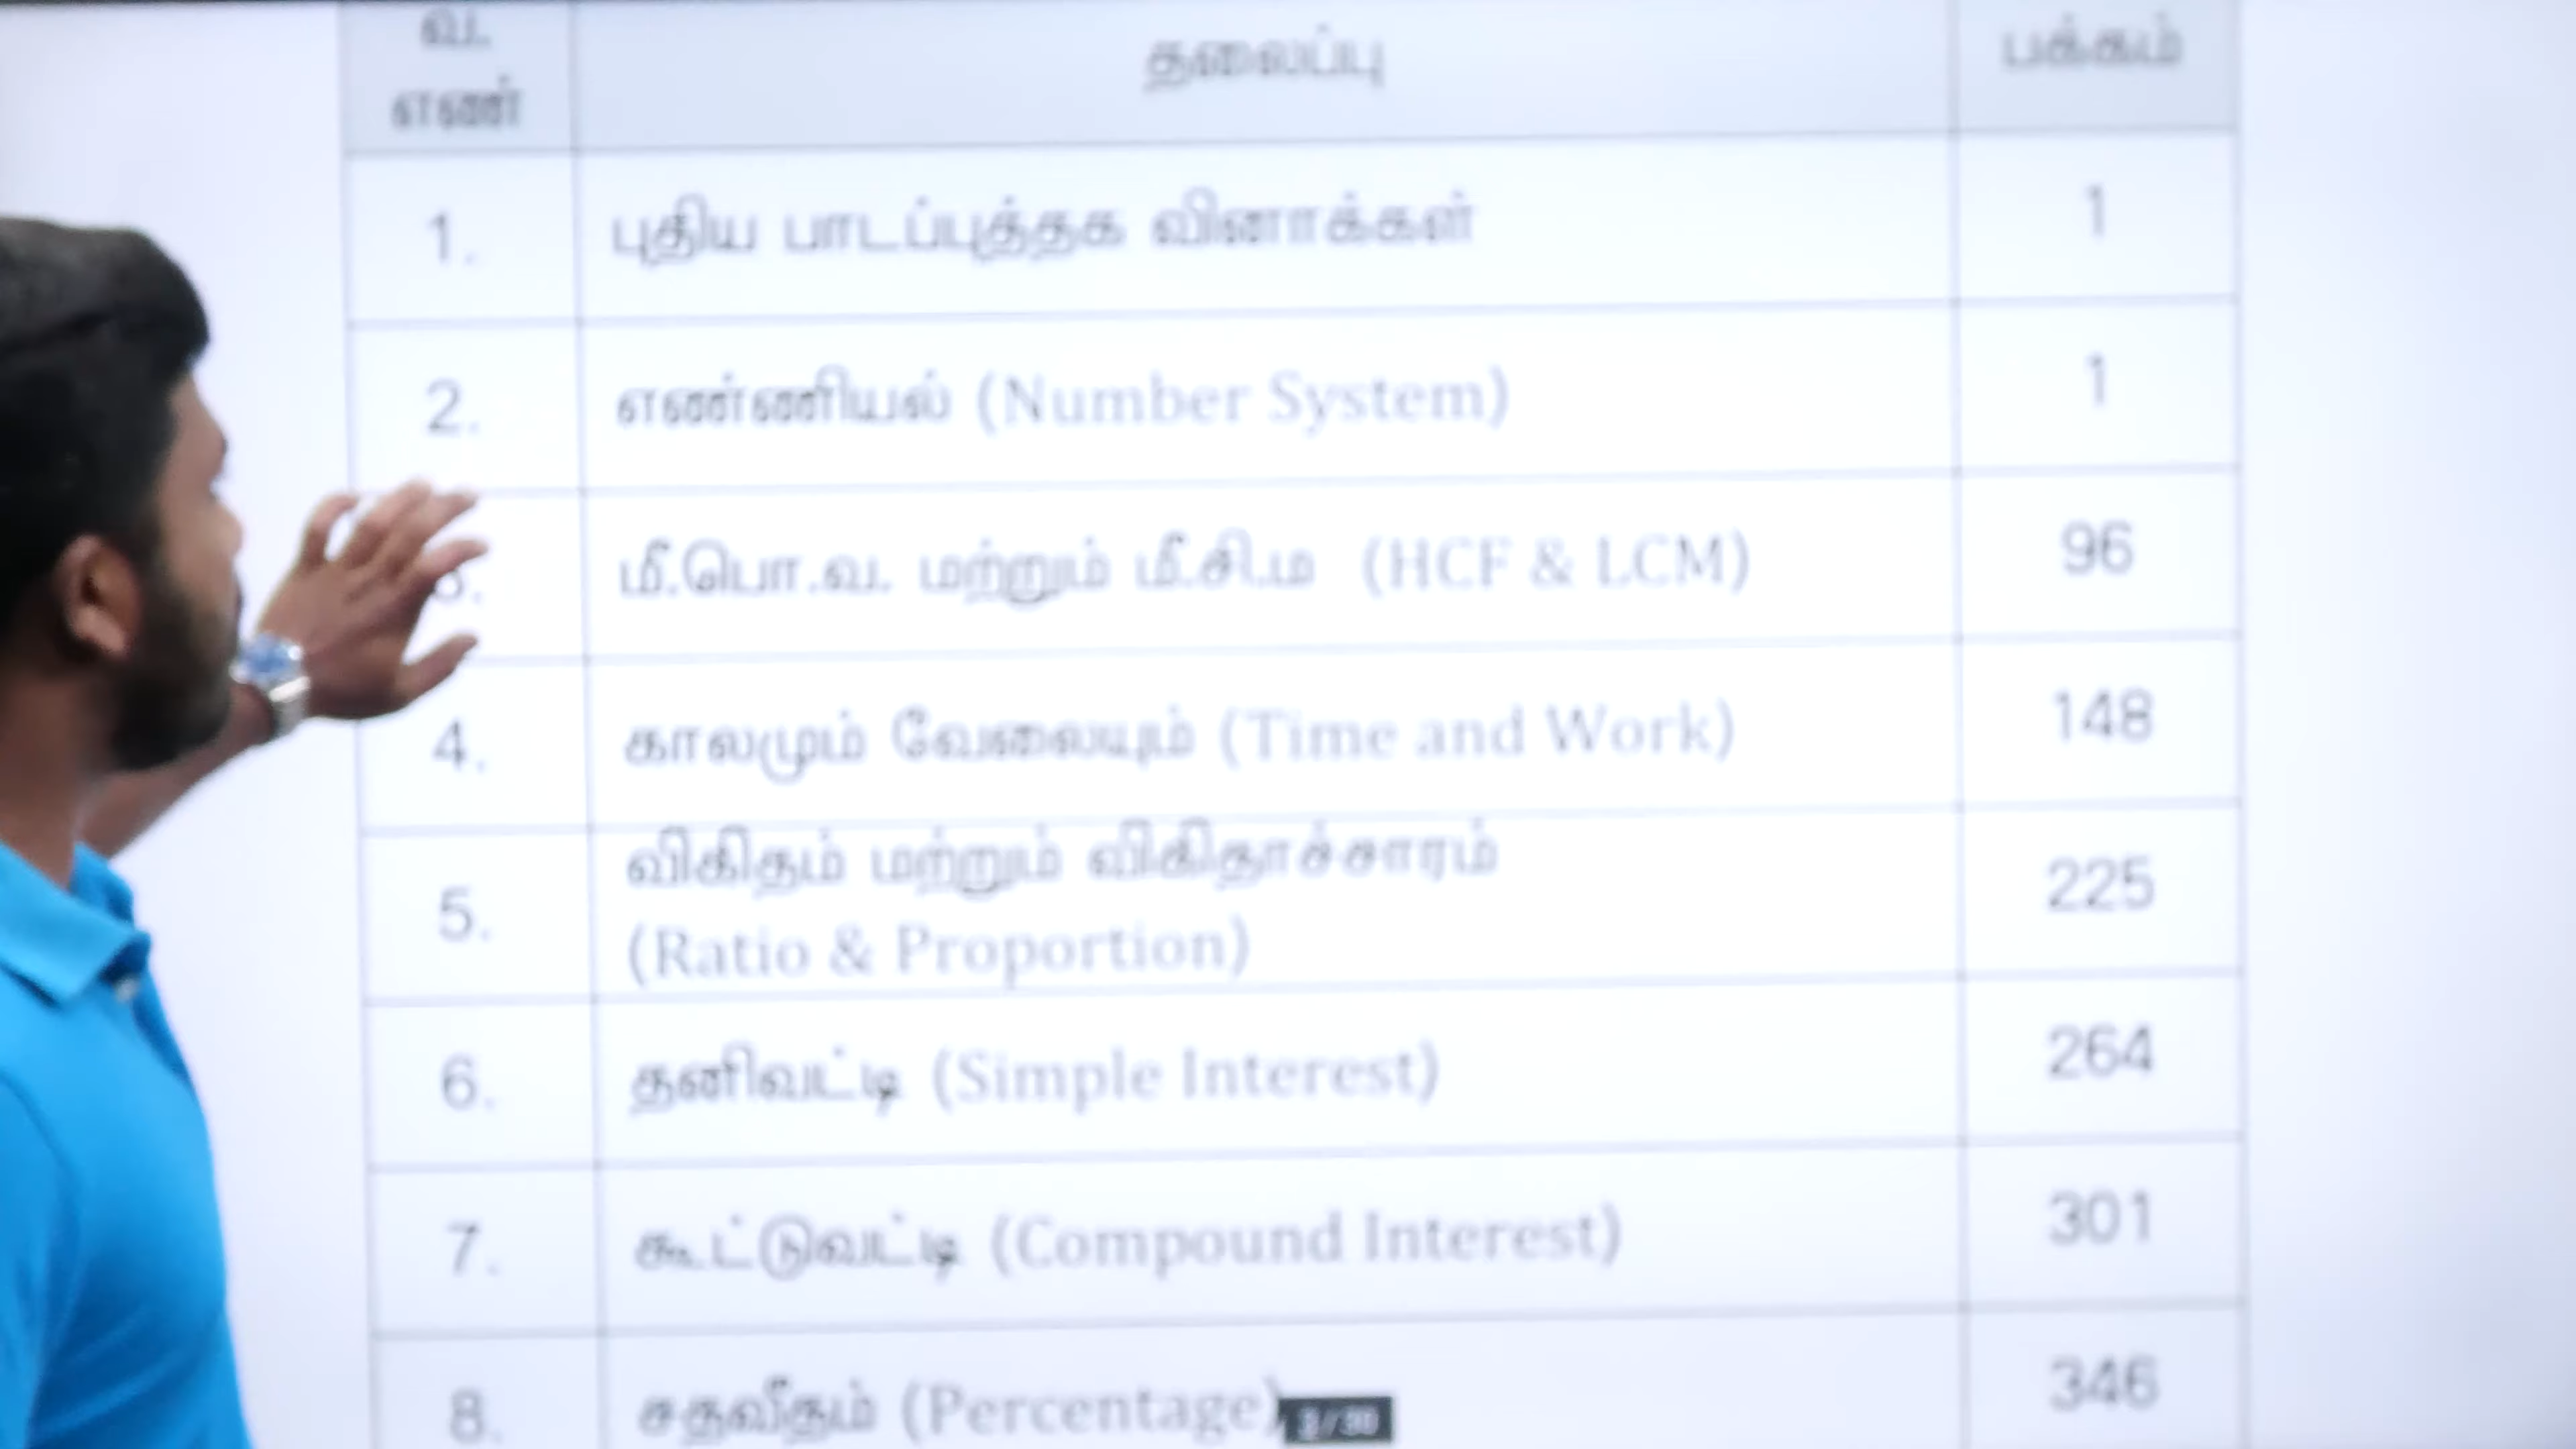 வ. எண் தலைப்பு பக்கம்
1. புதிய பாடப்புத்தக வினாக்கள் 1
2. எண்ணியல் (Number System) 1
3. மீ.பொ.வ. மற்றும் மீ.சி.ம (HCF & LCM) 96
4. காலமும் வேலையும் (Time and Work) 148
5. விகிதம் மற்றும் விகிதாச்சாரம் 225
(Ratio & Proportion)
6. தனிவட்டி (Simple Interest) 264
7. கூட்டுவட்டி (Compound Interest) 301
8. சதவீதம் (Percentage) 346